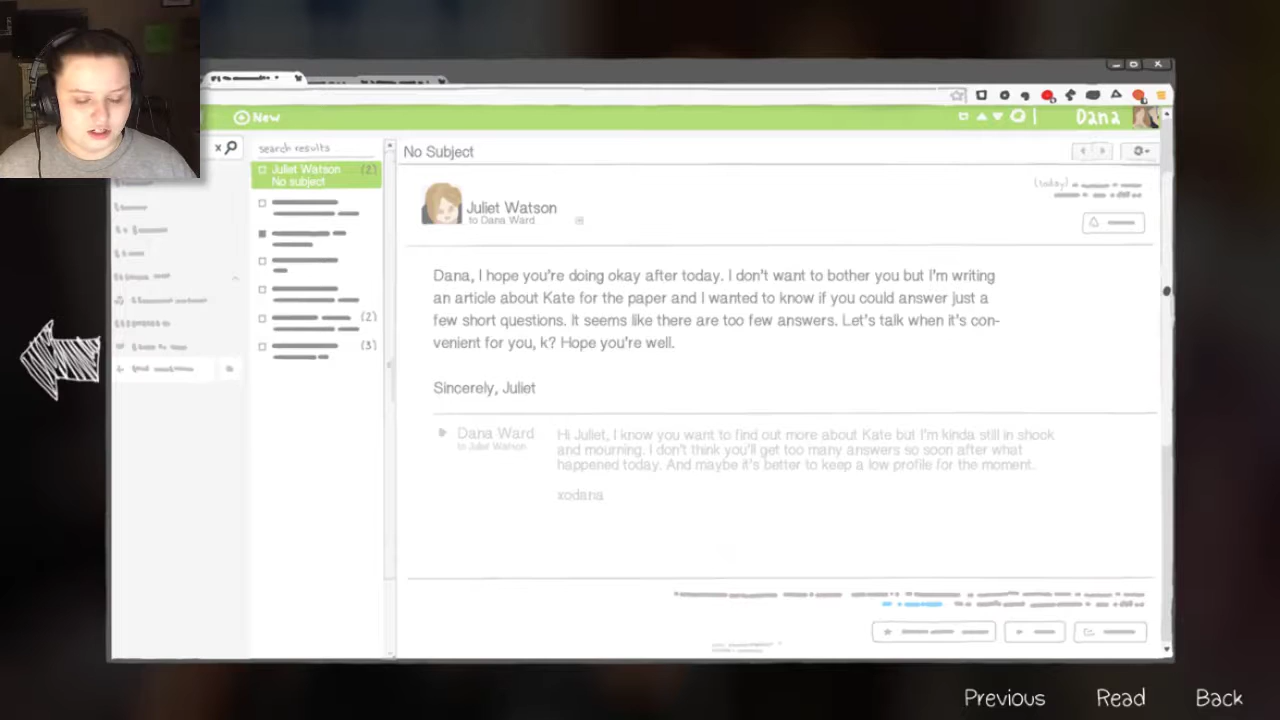 New
Dana
x
search results
Juliet Watson (2)
No subject
(2)
(3)
No Subject
(today)
Juliet Watson
to Dana Ward
Dana, I hope you're doing okay after today. I don't want to bother you but I'm writing
an article about Kate for the paper and I wanted to know if you could answer just a
few short questions. It seems like there are too few answers. Let's talk when it's con-
venient for you, k? Hope you're well.
Sincerely, Juliet
Dana Ward
to Juliet Watson
Hi Juliet, I know you want to find out more about Kate but I'm kinda still in shock
and mourning. I don't think you'll get too many answers so soon after what
happened today. And maybe it's better to keep a low profile for the moment.
xodana
Previous Read Back